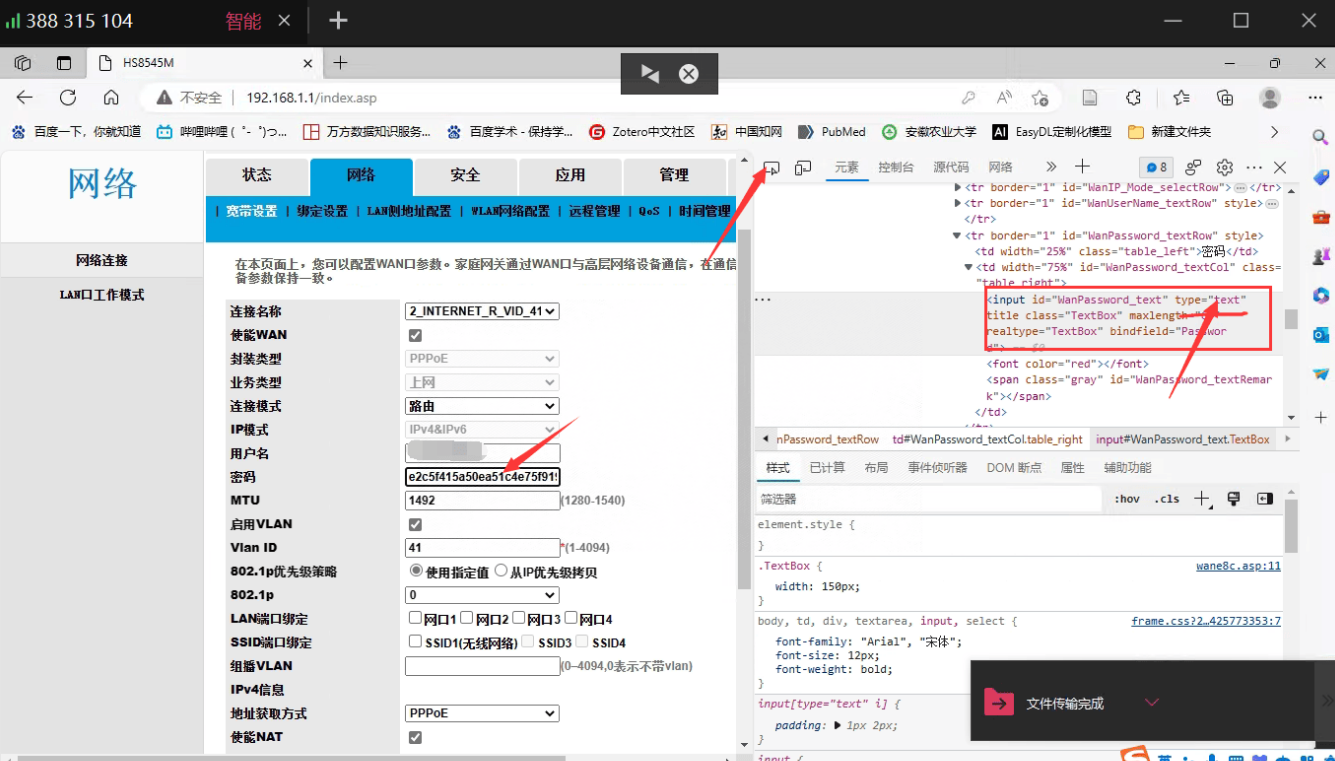 388 315 104 智能
HS8545M
不安全 192.168.1.1/index.asp
百度一下，你就知道 哔哩哔哩 ( ゜- ゜)つ... 万方数据知识服务... 百度学术 - 保持学... Zotero中文社区 中国知网 PubMed 安徽农业大学 EasyDL定制化模型 新建文件夹
网络
网络连接
LAN口工作模式
状态 网络 安全 应用 管理
宽带设置 | 绑定设置 | LAN侧地址配置 | WLAN网络配置 | 远程管理 | QoS | 时间管理
在本页面上，您可以配置WAN口参数。家庭网关通过WAN口与高层网络设备通信，在通信
备参数保持一致。
连接名称 2_INTERNET_R_VID_41
使能WAN
封装类型 PPPoE
业务类型 上网
连接模式 路由
IP模式 IPv4&IPv6
用户名
密码 e2c5f415a50ea51c4e75f91
MTU 1492 (1280-1540)
启用VLAN
Vlan ID 41 *(1-4094)
802.1p优先级策略 使用指定值 从IP优先级拷贝
802.1p 0
LAN端口绑定 网口1 网口2 网口3 网口4
SSID端口绑定 SSID1(无线网络) SSID3 SSID4
组播VLAN (0-4094,0表示不带vlan)
IPv4信息
地址获取方式 PPPoE
使能NAT
元素 控制台 源代码 网络 8
<tr border="1" id="WanIP_Mode_selectRow"> </tr>
<tr border="1" id="WanUserName_textRow" style>
</tr>
<tr border="1" id="WanPassword_textRow" style>
<td width="25%" class="table_left">密码</td>
<td width="75%" id="WanPassword_textCol" class=
"table_right">
<input id="WanPassword_text" type="text"
title class="TextBox" maxlength=
realtype="TextBox" bindfield="Passwor
d"> == $0
<font color="red"></font>
<span class="gray" id="WanPassword_textRemar
k"></span>
</td>
</tr>
nPassword_textRow td#WanPassword_textCol.table_right input#WanPassword_text.TextBox
样式 已计算 布局 事件侦听器 DOM 断点 属性 辅助功能
筛选器 :hov .cls
element.style {
}
.TextBox { wane8c.asp:11
width: 150px;
}
body, td, div, textarea, input, select { frame.css?2…425773353:7
font-family: "Arial", "宋体";
font-size: 12px;
font-weight: bold;
}
input[type="text" i] {
padding: 1px 2px;
}
input {
文件传输完成
英